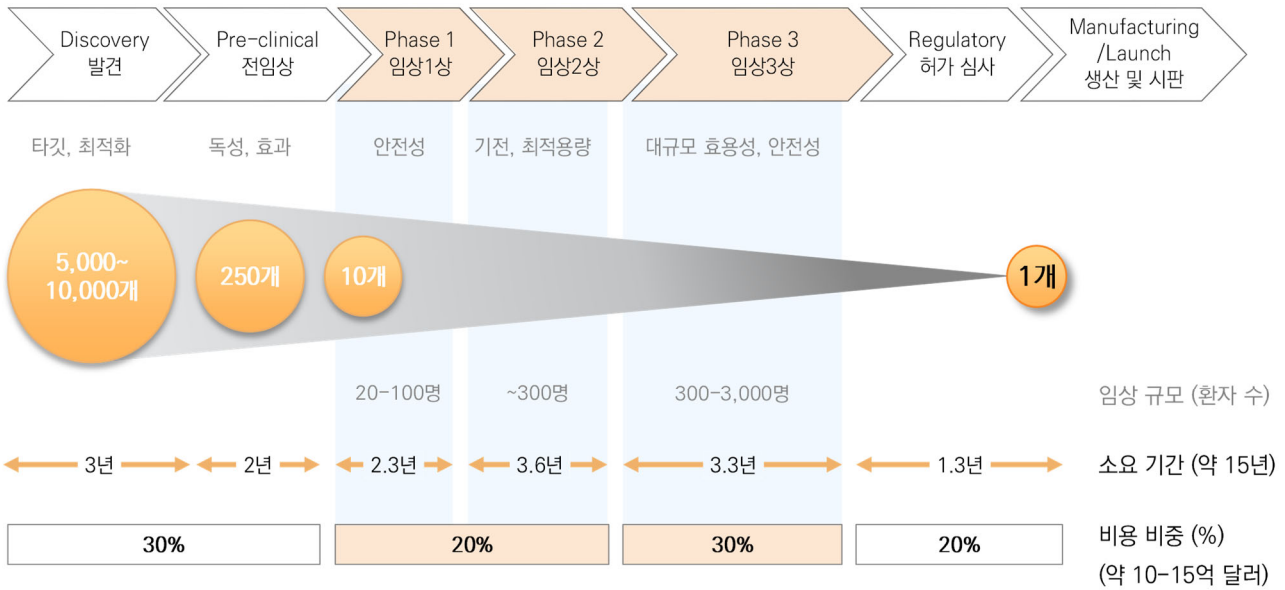 Discovery
발견
Pre-clinical
전임상
Phase 1
임상1상
Phase 2
임상2상
Phase 3
임상3상
Regulatory
허가 심사
Manufacturing
/Launch
생산 및 시판
타깃, 최적화
독성, 효과
안전성
기전, 최적용량
대규모 효용성, 안전성
5,000~
10,000개
250개
10개
1개
20-100명
~300명
300-3,000명
임상 규모 (환자 수)
3년
2년
2.3년
3.6년
3.3년
1.3년
소요 기간 (약 15년)
30%
20%
30%
20%
비용 비중 (%)
(약 10-15억 달러)